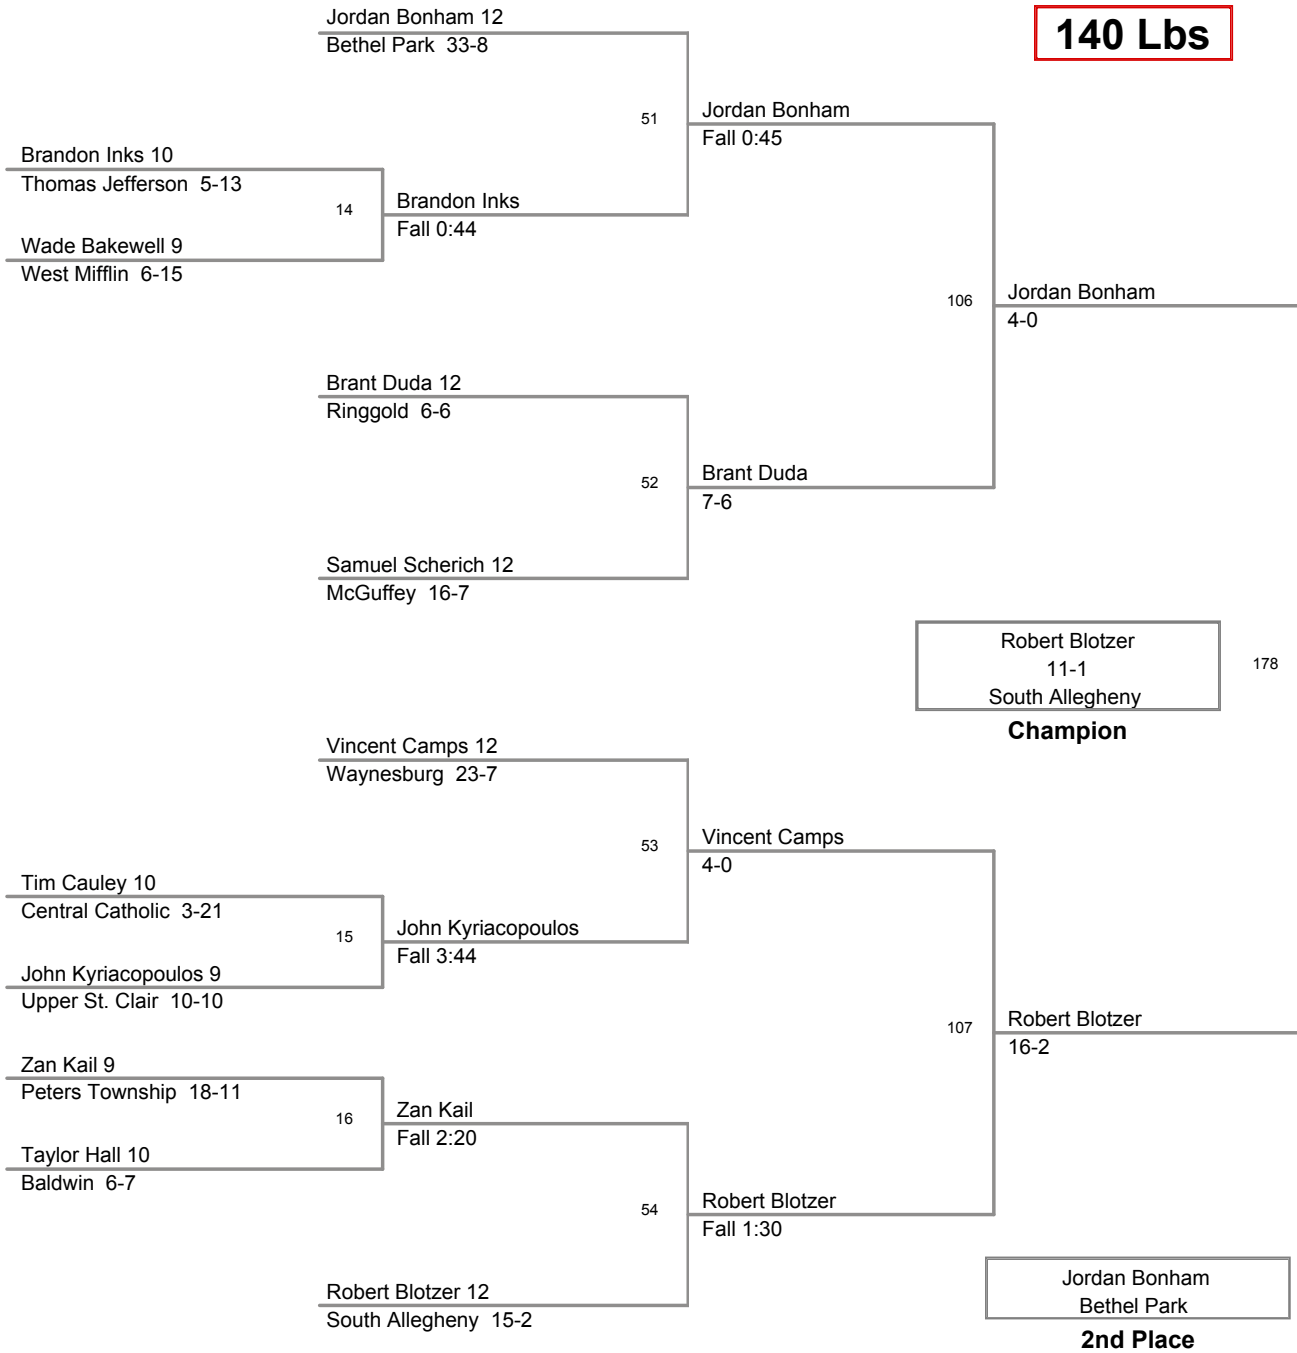 Jordan Bonham 12
Bethel Park  33-8
140 Lbs
51
Jordan Bonham
Fall 0:45
Brandon Inks 10
Thomas Jefferson  5-13
14
Brandon Inks
Fall 0:44
Wade Bakewell 9
West Mifflin  6-15
106
Jordan Bonham
4-0
Brant Duda 12
Ringgold  6-6
52
Brant Duda
7-6
Samuel Scherich 12
McGuffey  16-7
Robert Blotzer
11-1
South Allegheny
178
Champion
Vincent Camps 12
Waynesburg  23-7
53
Vincent Camps
4-0
Tim Cauley 10
Central Catholic  3-21
15
John Kyriacopoulos
Fall 3:44
John Kyriacopoulos 9
Upper St. Clair  10-10
107
Robert Blotzer
16-2
Zan Kail 9
Peters Township  18-11
16
Zan Kail
Fall 2:20
Taylor Hall 10
Baldwin  6-7
54
Robert Blotzer
Fall 1:30
Robert Blotzer 12
South Allegheny  15-2
Jordan Bonham
Bethel Park
2nd Place